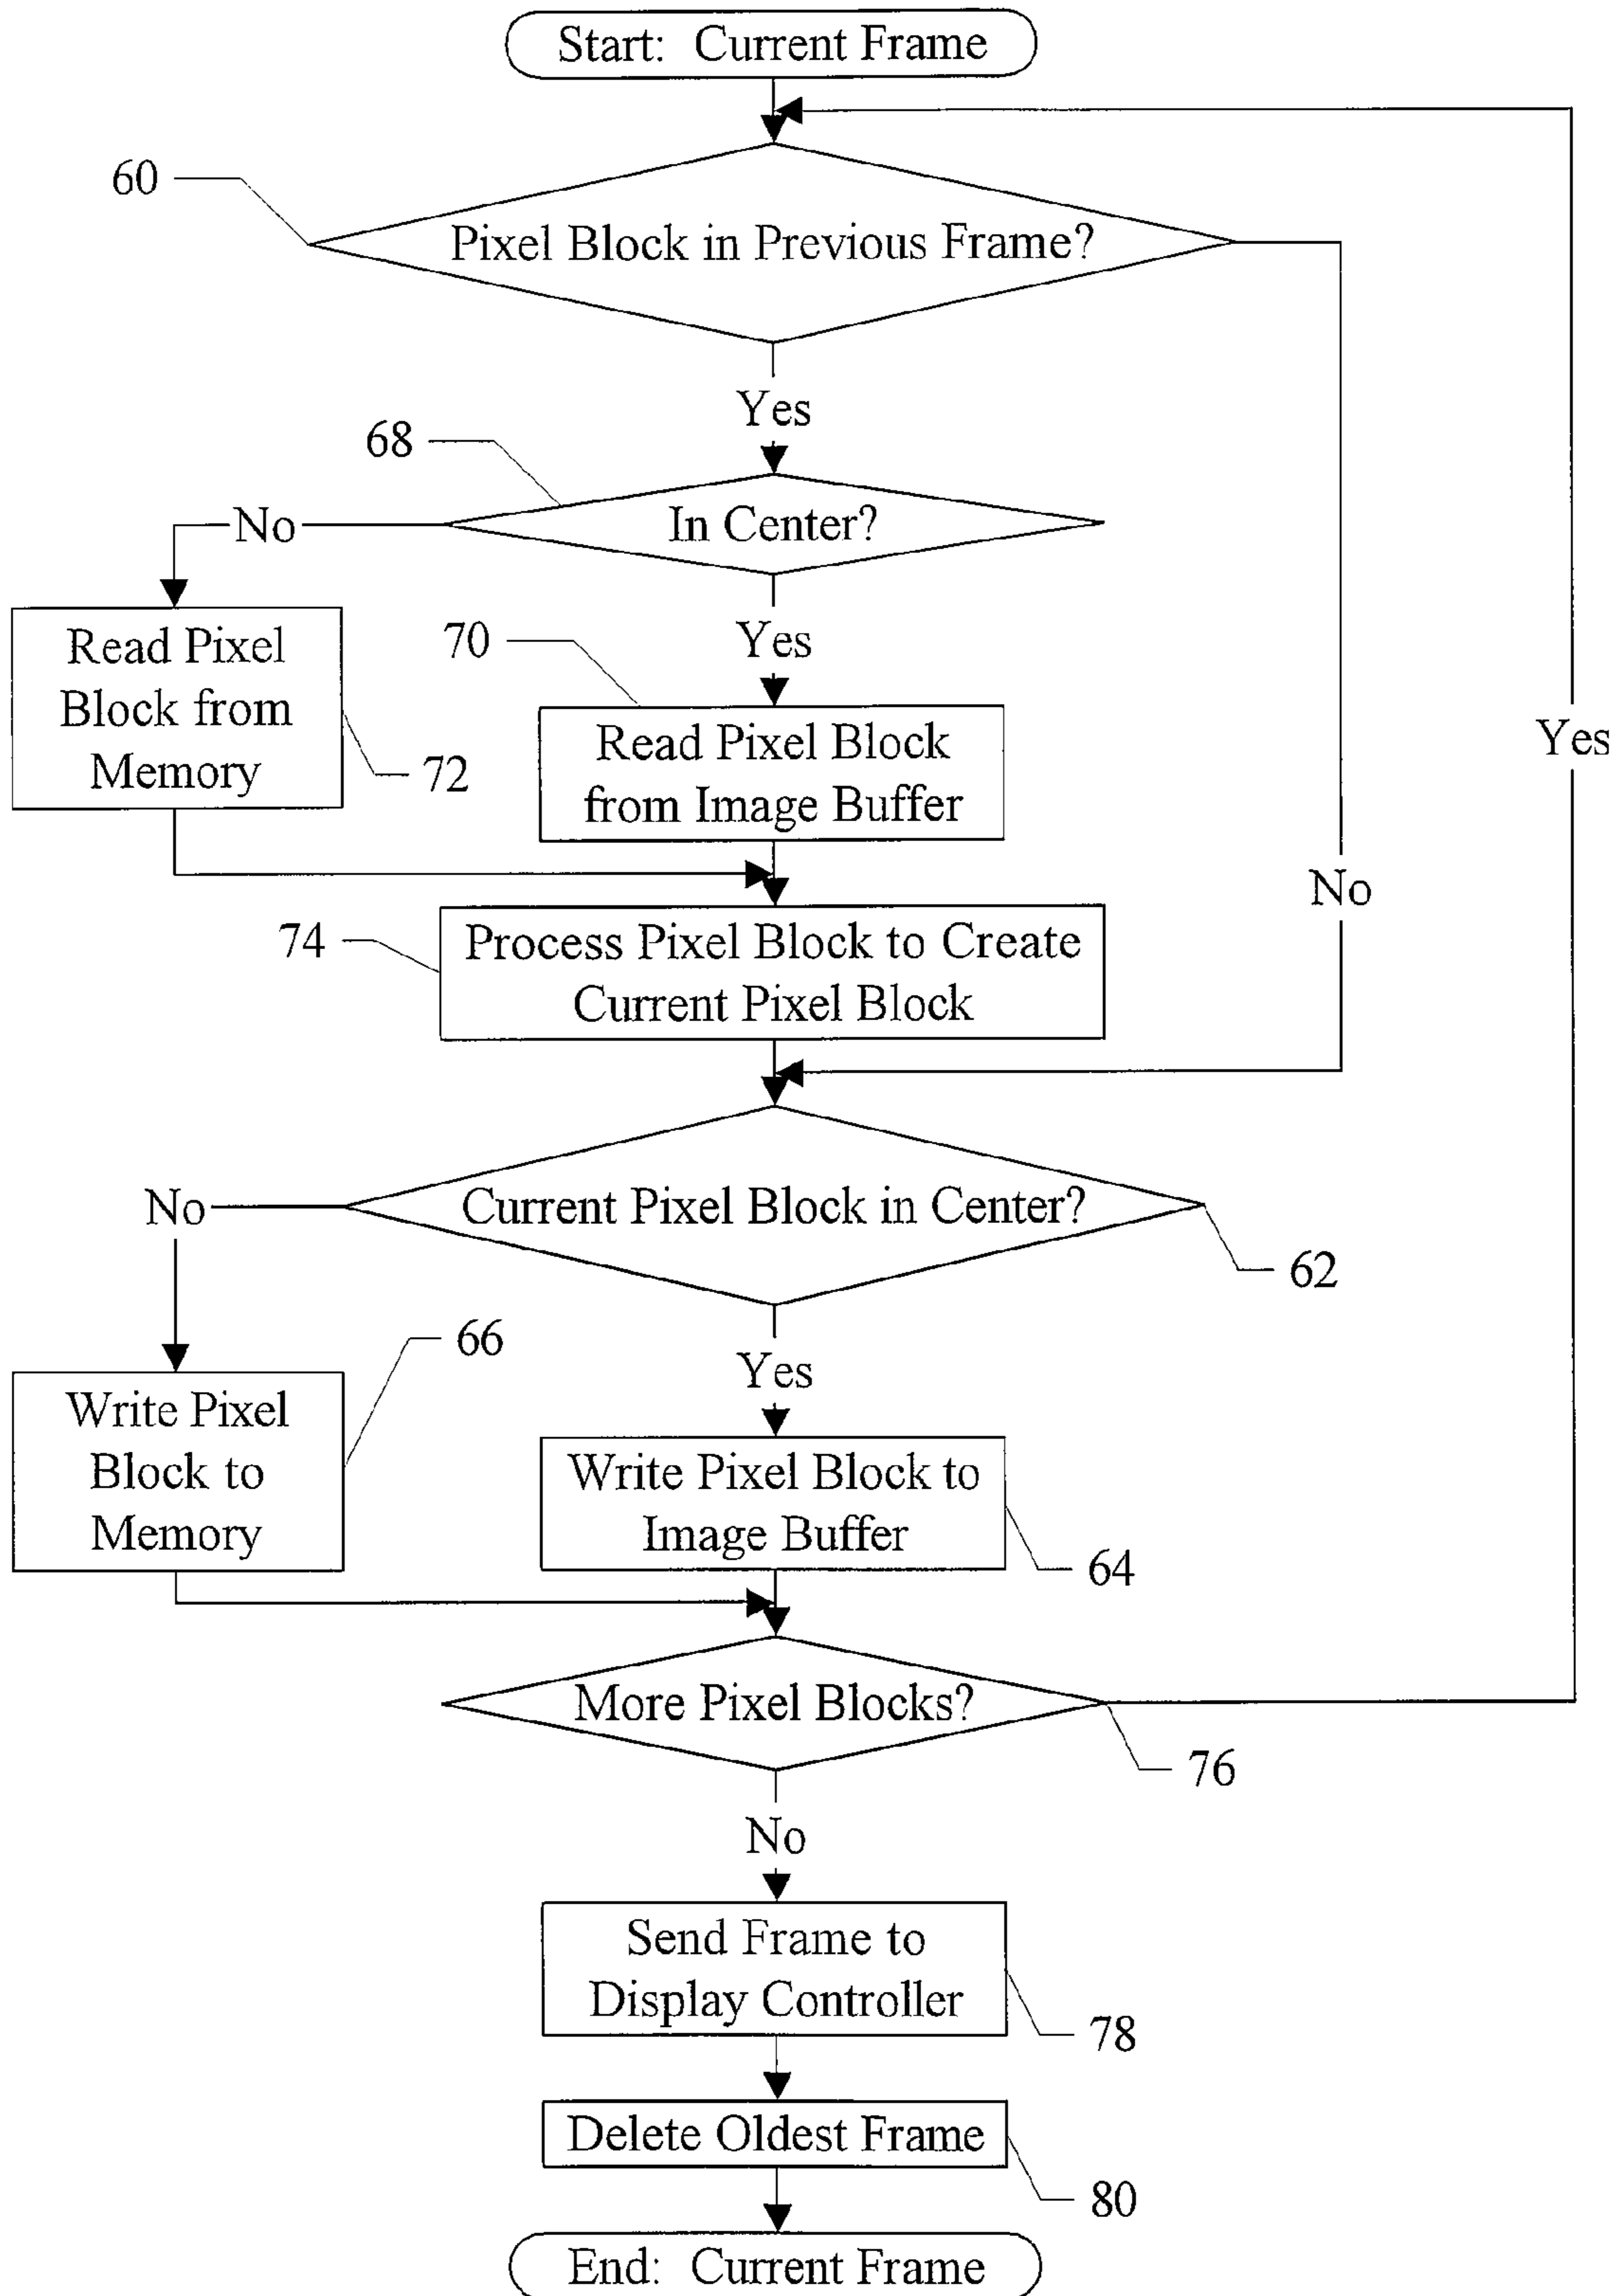 Start: Current Frame
60
Pixel Block in Previous Frame?
Yes
68
In Center?
No
Read Pixel
Block from
Memory
72
70
Yes
Read Pixel Block
from Image Buffer
Yes
No
74
Process Pixel Block to Create
Current Pixel Block
No
Current Pixel Block in Center?
62
66
Yes
Write Pixel
Block to
Memory
Write Pixel Block to
Image Buffer
64
More Pixel Blocks?
76
No
Send Frame to
Display Controller
78
Delete Oldest Frame
80
End: Current Frame